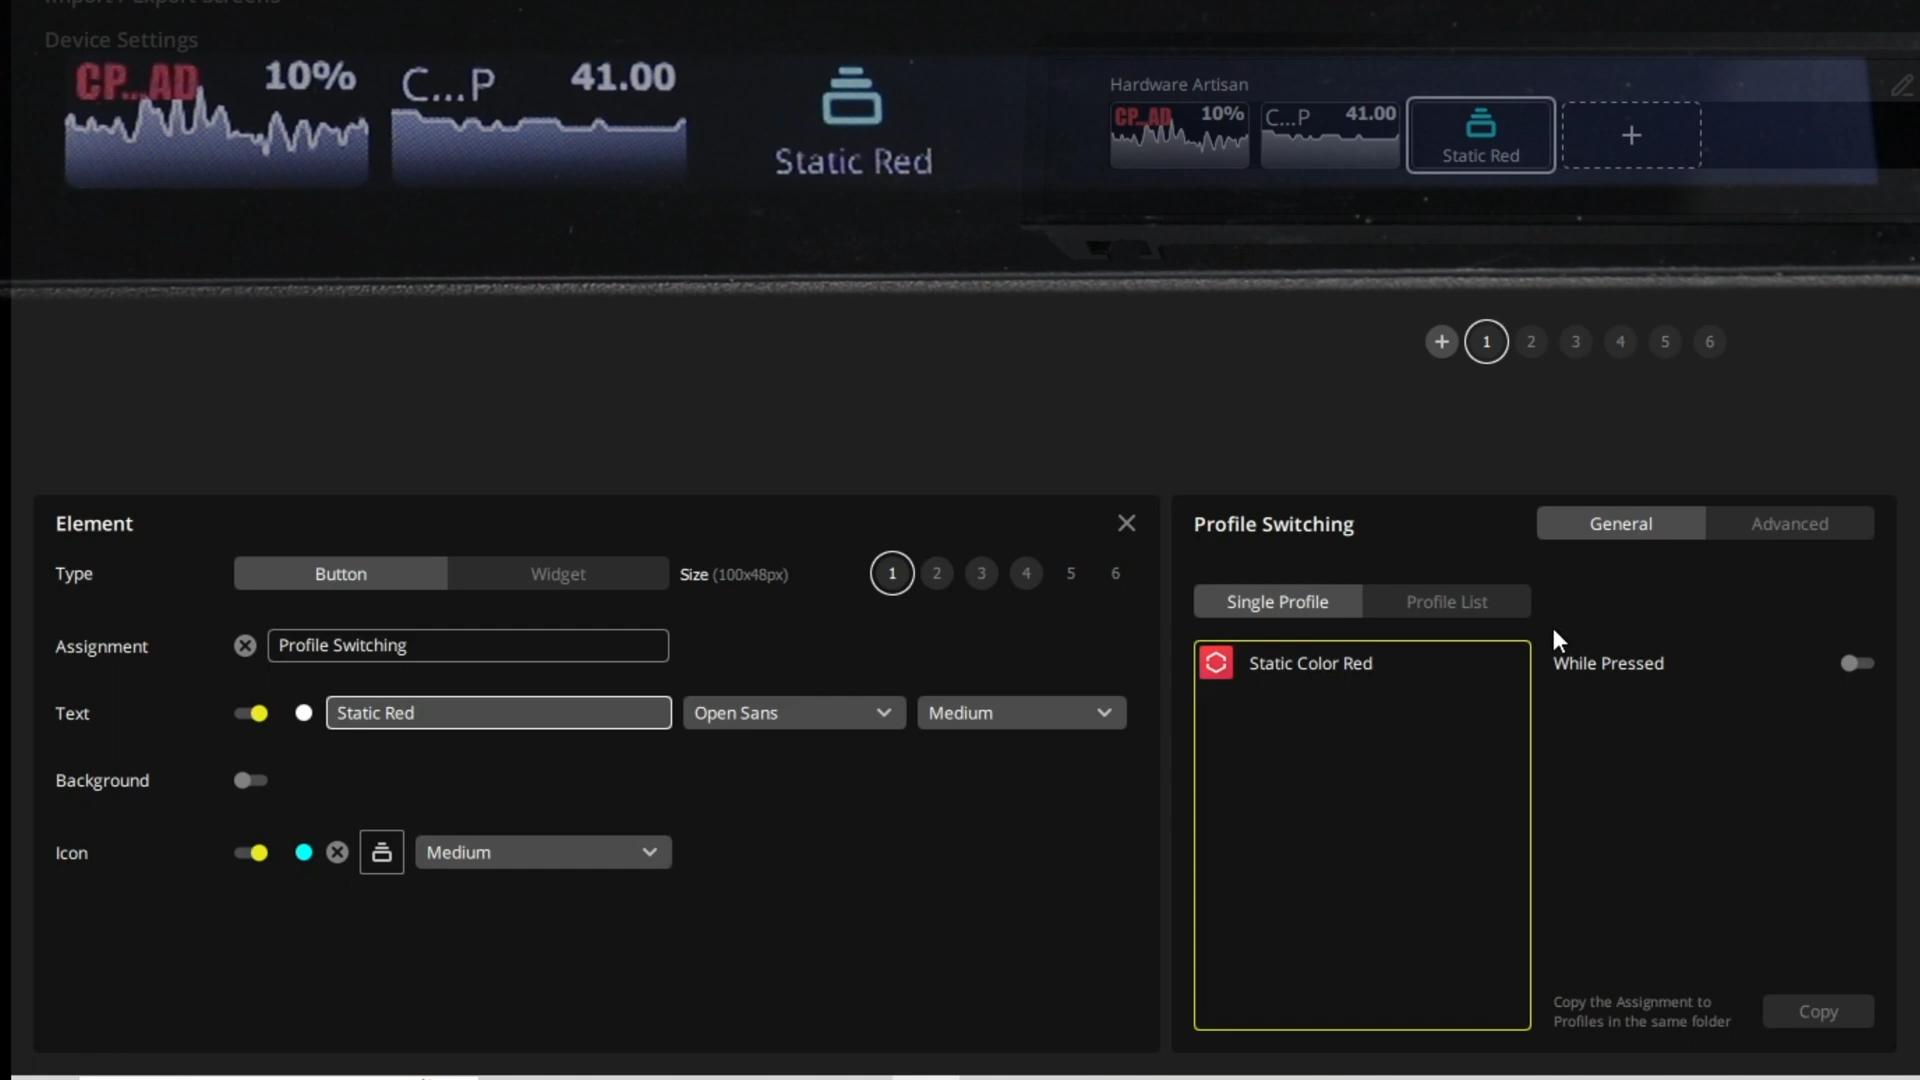 Import / Export Screens
Device Settings
CP...AD 10%
C...P 41.00
Static Red
Hardware Artisan
CP...AD 10%
C...P 41.00
Static Red
+
+ 1 2 3 4 5 6
Element
Type Button Widget Size (100x48px) 1 2 3 4 5 6
Assignment Profile Switching
Text Static Red Open Sans Medium
Background
Icon Medium
Profile Switching General Advanced
Single Profile Profile List
Static Color Red
While Pressed
Copy the Assignment to
Profiles in the same folder
Copy